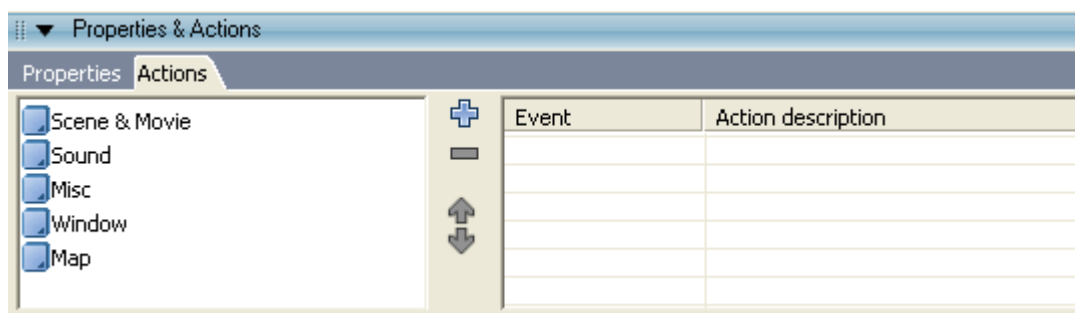 Properties & Actions
Properties Actions
Scene & Movie
Sound
Misc
Window
Map
Event Action description